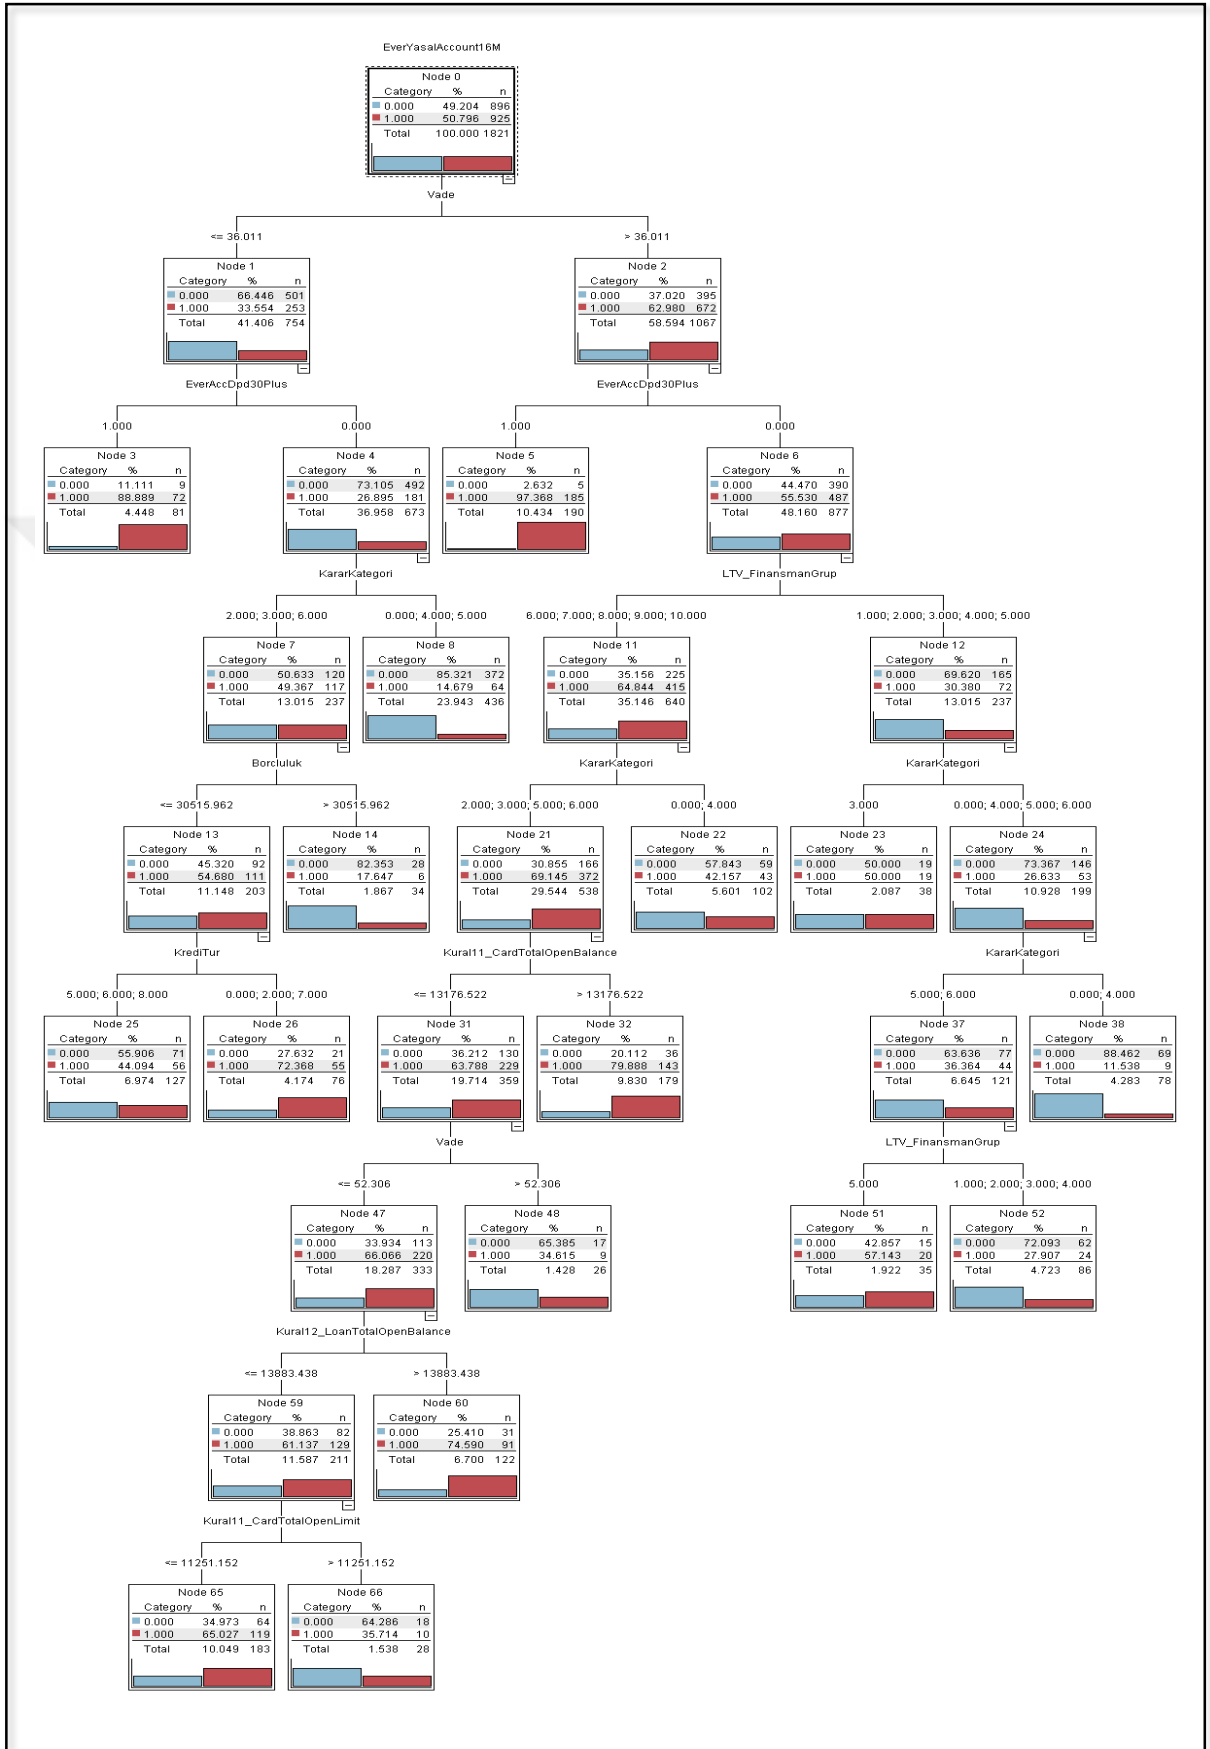 EverYasalAccount16M
Node 0
Category % n
0.000 49.204 896
1.000 50.796 925
Total 100.000 1821
Vade
<= 36.011
> 36.011
Node 1
Category % n
0.000 66.446 501
1.000 33.554 253
Total 41.406 754
Node 2
Category % n
0.000 37.020 395
1.000 62.980 672
Total 58.594 1067
EverAccDpd30Plus
EverAccDpd30Plus
1.000
0.000
1.000
0.000
Node 3
Category % n
0.000 11.111 9
1.000 88.889 72
Total 4.448 81
Node 4
Category % n
0.000 73.105 492
1.000 26.895 181
Total 36.958 673
Node 5
Category % n
0.000 2.632 5
1.000 97.368 185
Total 10.434 190
Node 6
Category % n
0.000 44.470 390
1.000 55.530 487
Total 48.160 877
KararKategori
LTV_FinansmanGrup
2.000; 3.000; 6.000
0.000; 4.000; 5.000
6.000; 7.000; 8.000; 9.000; 10.000
1.000; 2.000; 3.000; 4.000; 5.000
Node 7
Category % n
0.000 50.633 120
1.000 49.367 117
Total 13.015 237
Node 8
Category % n
0.000 85.321 372
1.000 14.679 64
Total 23.943 436
Node 11
Category % n
0.000 35.156 225
1.000 64.844 415
Total 35.146 640
Node 12
Category % n
0.000 69.620 165
1.000 30.380 72
Total 13.015 237
Borcluluk
KararKategori
KararKategori
<= 30515.962
> 30515.962
2.000; 3.000; 5.000; 6.000
0.000; 4.000
3.000
0.000; 4.000; 5.000; 6.000
Node 13
Category % n
0.000 45.320 92
1.000 54.680 111
Total 11.148 203
Node 14
Category % n
0.000 82.353 28
1.000 17.647 6
Total 1.867 34
Node 21
Category % n
0.000 30.855 166
1.000 69.145 372
Total 29.544 538
Node 22
Category % n
0.000 57.843 59
1.000 42.157 43
Total 5.601 102
Node 23
Category % n
0.000 50.000 19
1.000 50.000 19
Total 2.087 38
Node 24
Category % n
0.000 73.367 146
1.000 26.633 53
Total 10.928 199
KrediTur
Kural11_CardTotalOpenBalance
KararKategori
5.000; 6.000; 8.000
0.000; 2.000; 7.000
<= 13176.522
> 13176.522
5.000; 6.000
0.000; 4.000
Node 25
Category % n
0.000 55.906 71
1.000 44.094 56
Total 6.974 127
Node 26
Category % n
0.000 27.632 21
1.000 72.368 55
Total 4.174 76
Node 31
Category % n
0.000 36.212 130
1.000 63.788 229
Total 19.714 359
Node 32
Category % n
0.000 20.112 36
1.000 79.888 143
Total 9.830 179
Node 37
Category % n
0.000 63.636 77
1.000 36.364 44
Total 6.645 121
Node 38
Category % n
0.000 88.462 69
1.000 11.538 9
Total 4.283 78
Vade
LTV_FinansmanGrup
<= 52.306
> 52.306
5.000
1.000; 2.000; 3.000; 4.000
Node 47
Category % n
0.000 33.934 113
1.000 66.066 220
Total 18.287 333
Node 48
Category % n
0.000 65.385 17
1.000 34.615 9
Total 1.428 26
Node 51
Category % n
0.000 42.857 15
1.000 57.143 20
Total 1.922 35
Node 52
Category % n
0.000 72.093 62
1.000 27.907 24
Total 4.723 86
Kural12_LoanTotalOpenBalance
<= 13883.438
> 13883.438
Node 59
Category % n
0.000 38.863 82
1.000 61.137 129
Total 11.587 211
Node 60
Category % n
0.000 25.410 31
1.000 74.590 91
Total 6.700 122
Kural11_CardTotalOpenLimit
<= 11251.152
> 11251.152
Node 65
Category % n
0.000 34.973 64
1.000 65.027 119
Total 10.049 183
Node 66
Category % n
0.000 64.286 18
1.000 35.714 10
Total 1.538 28